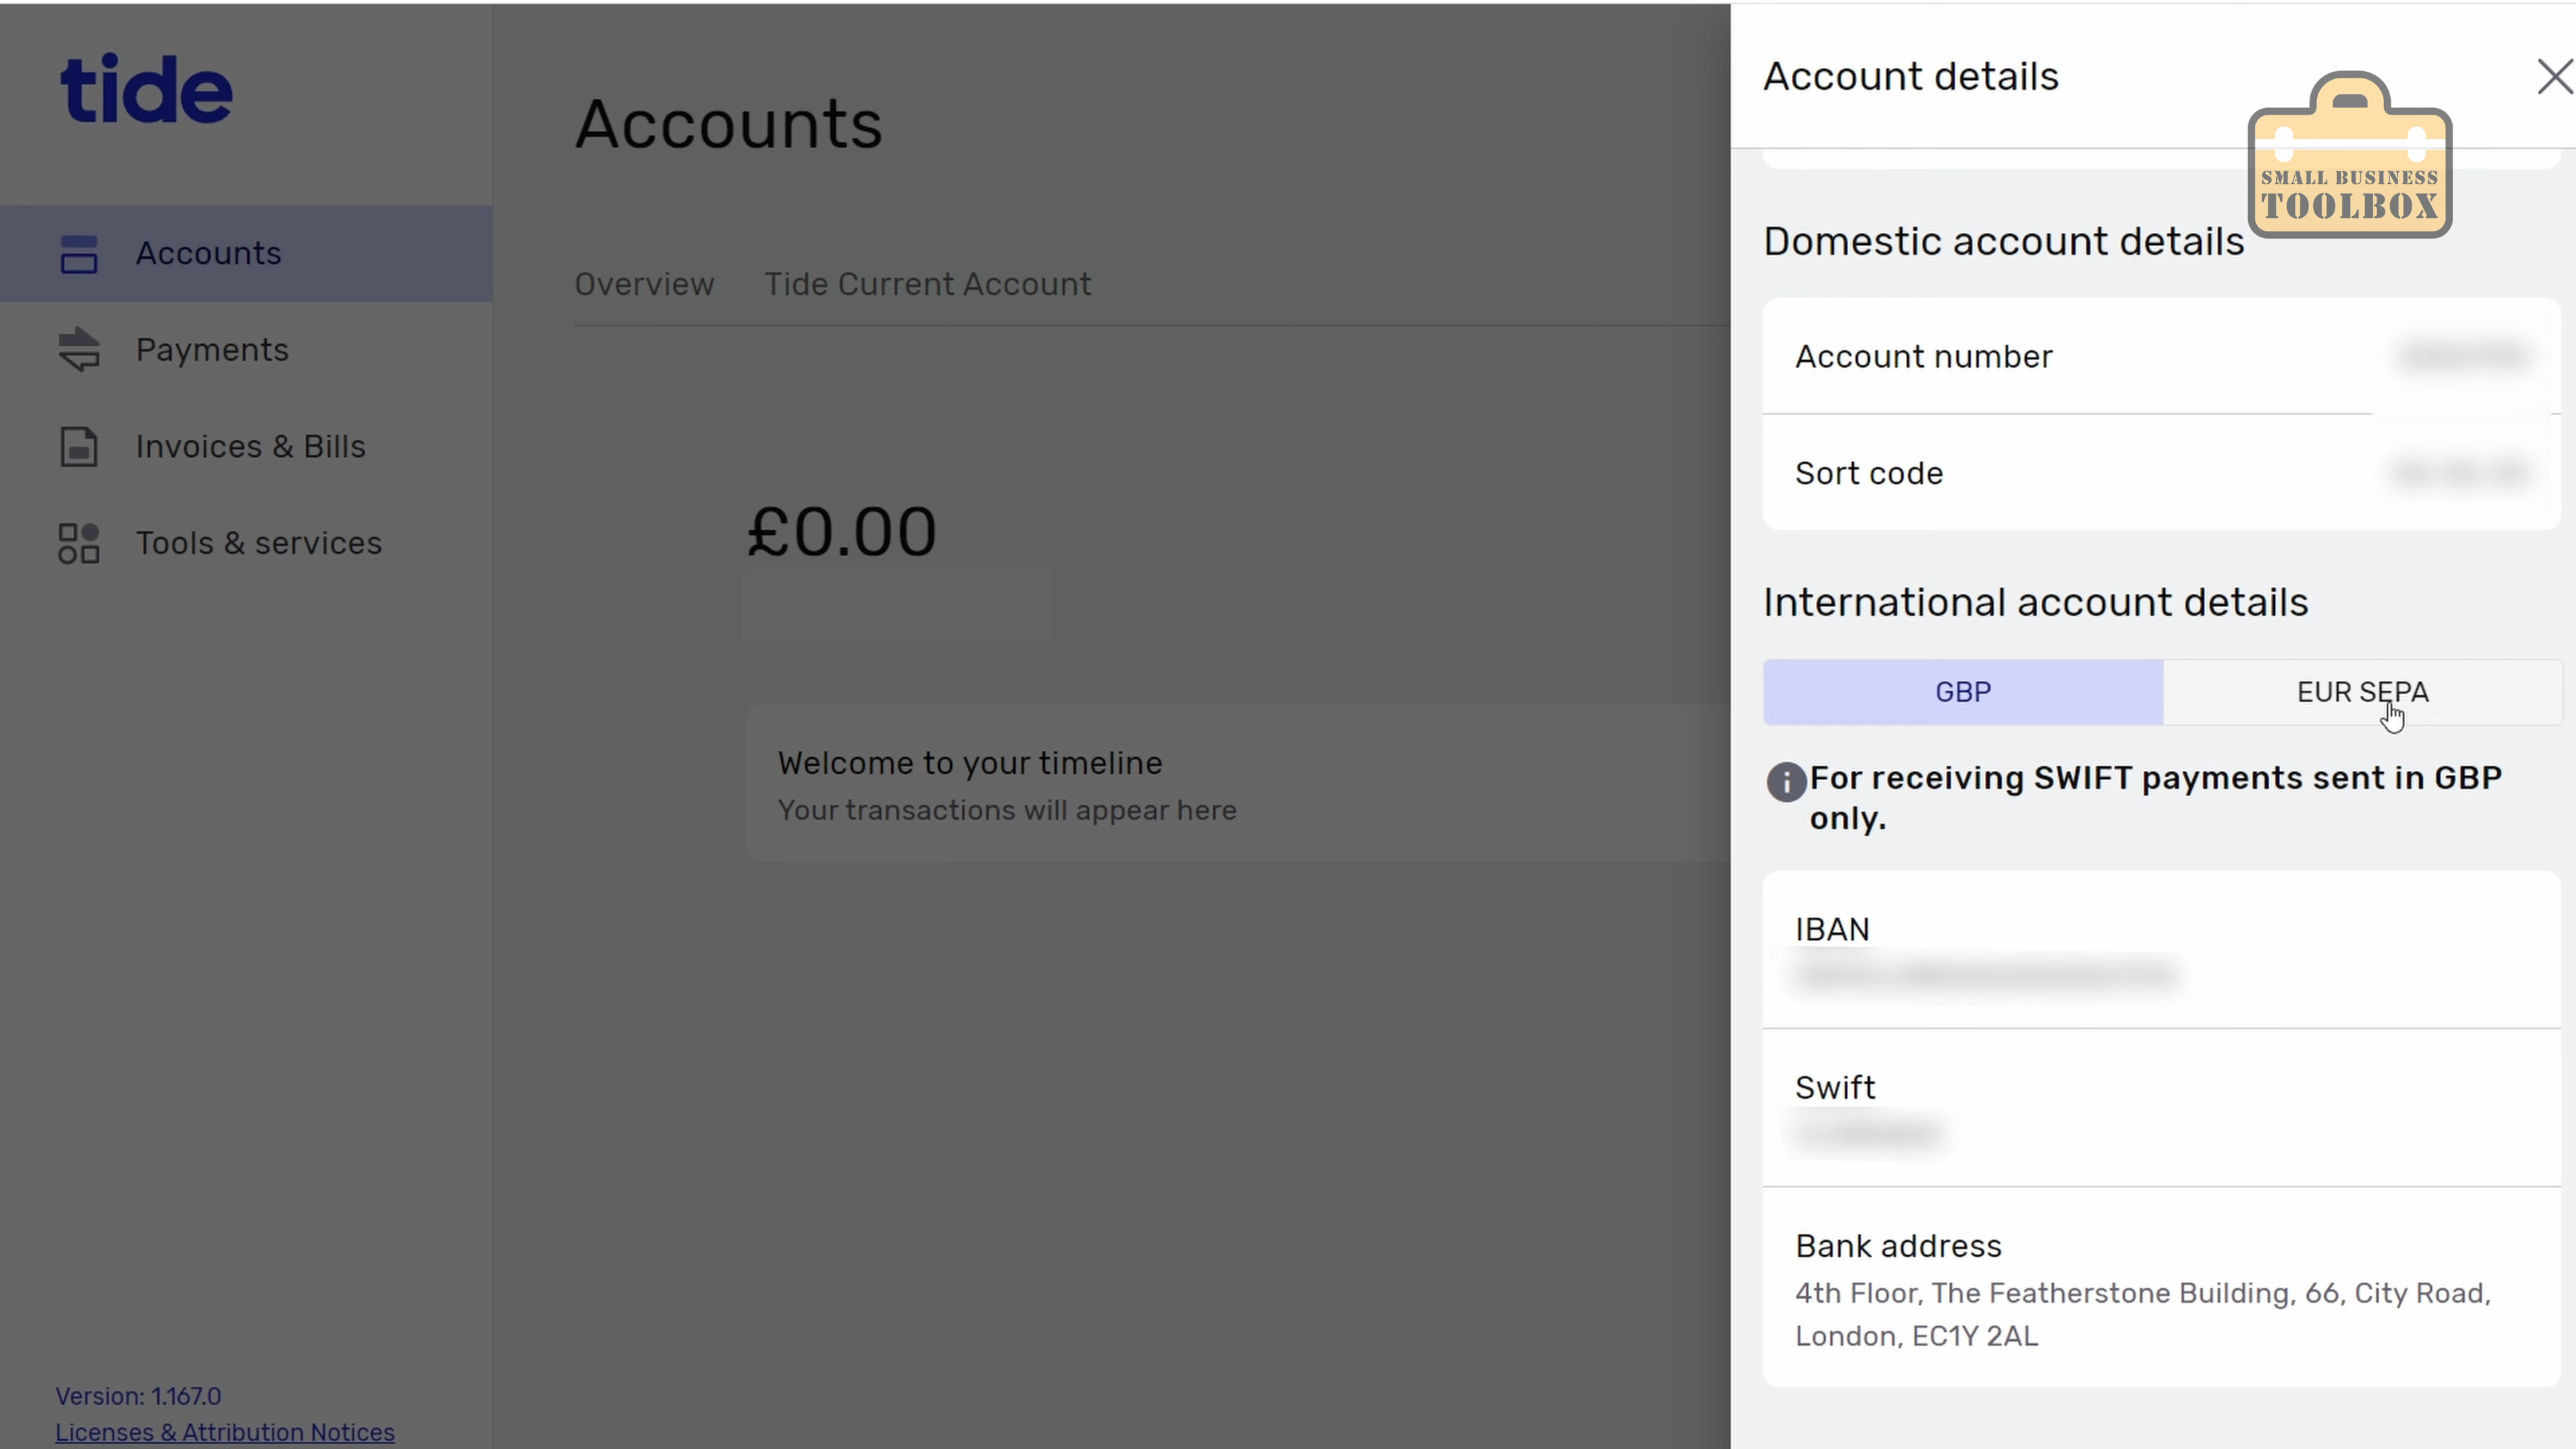 tide
Accounts
Payments
Invoices & Bills
Tools & services
Version: 1.167.0
Licenses & Attribution Notices
Accounts
Overview Tide Current Account
£0.00
Welcome to your timeline
Your transactions will appear here
Account details
SMALL BUSINESS
TOOLBOX
Domestic account details
Account number
Sort code
International account details
GBP EUR SEPA
For receiving SWIFT payments sent in GBP
only.
IBAN
Swift
Bank address
4th Floor, The Featherstone Building, 66, City Road,
London, EC1Y 2AL